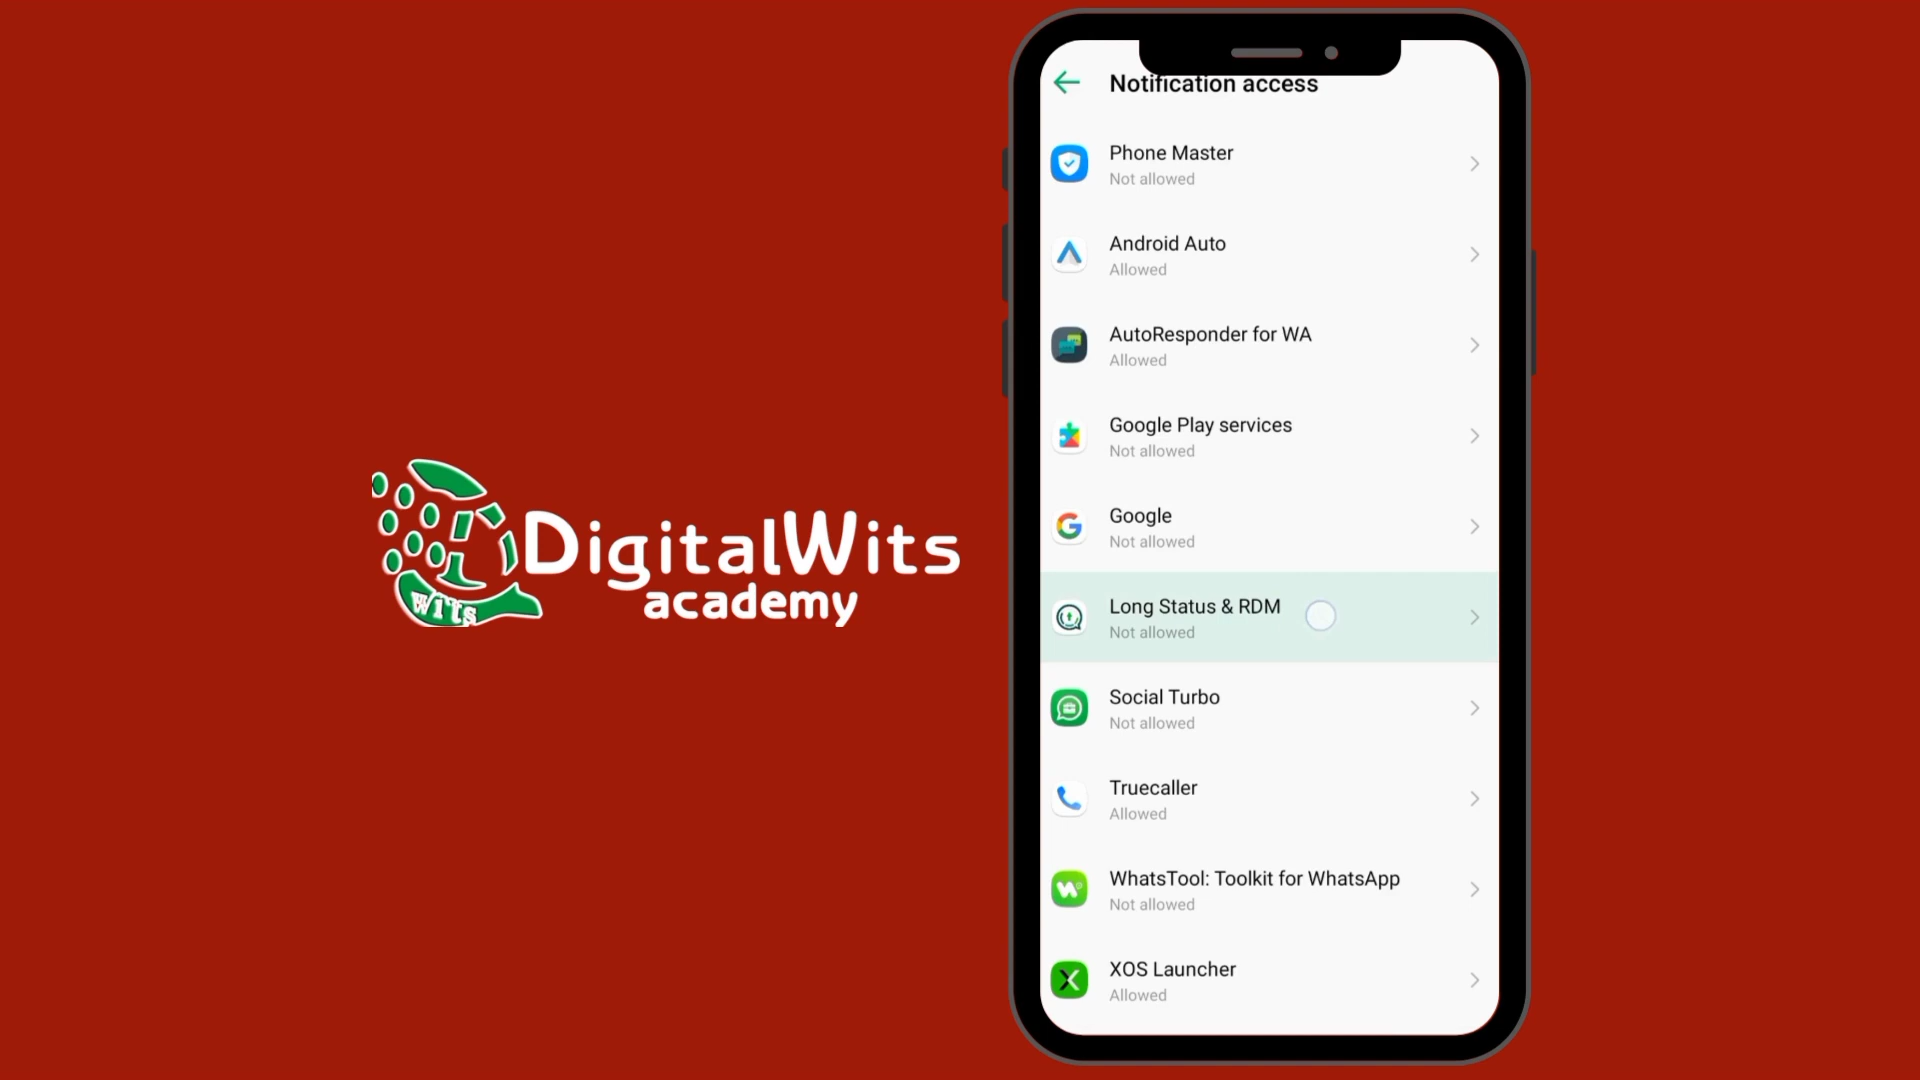 Wits
DigitalWits
academy
Notification access
Phone Master
Not allowed
Android Auto
Allowed
AutoResponder for WA
Allowed
Google Play services
Not allowed
Google
Not allowed
Long Status & RDM
Not allowed
Social Turbo
Not allowed
Truecaller
Allowed
WhatsTool: Toolkit for WhatsApp
Not allowed
XOS Launcher
Allowed